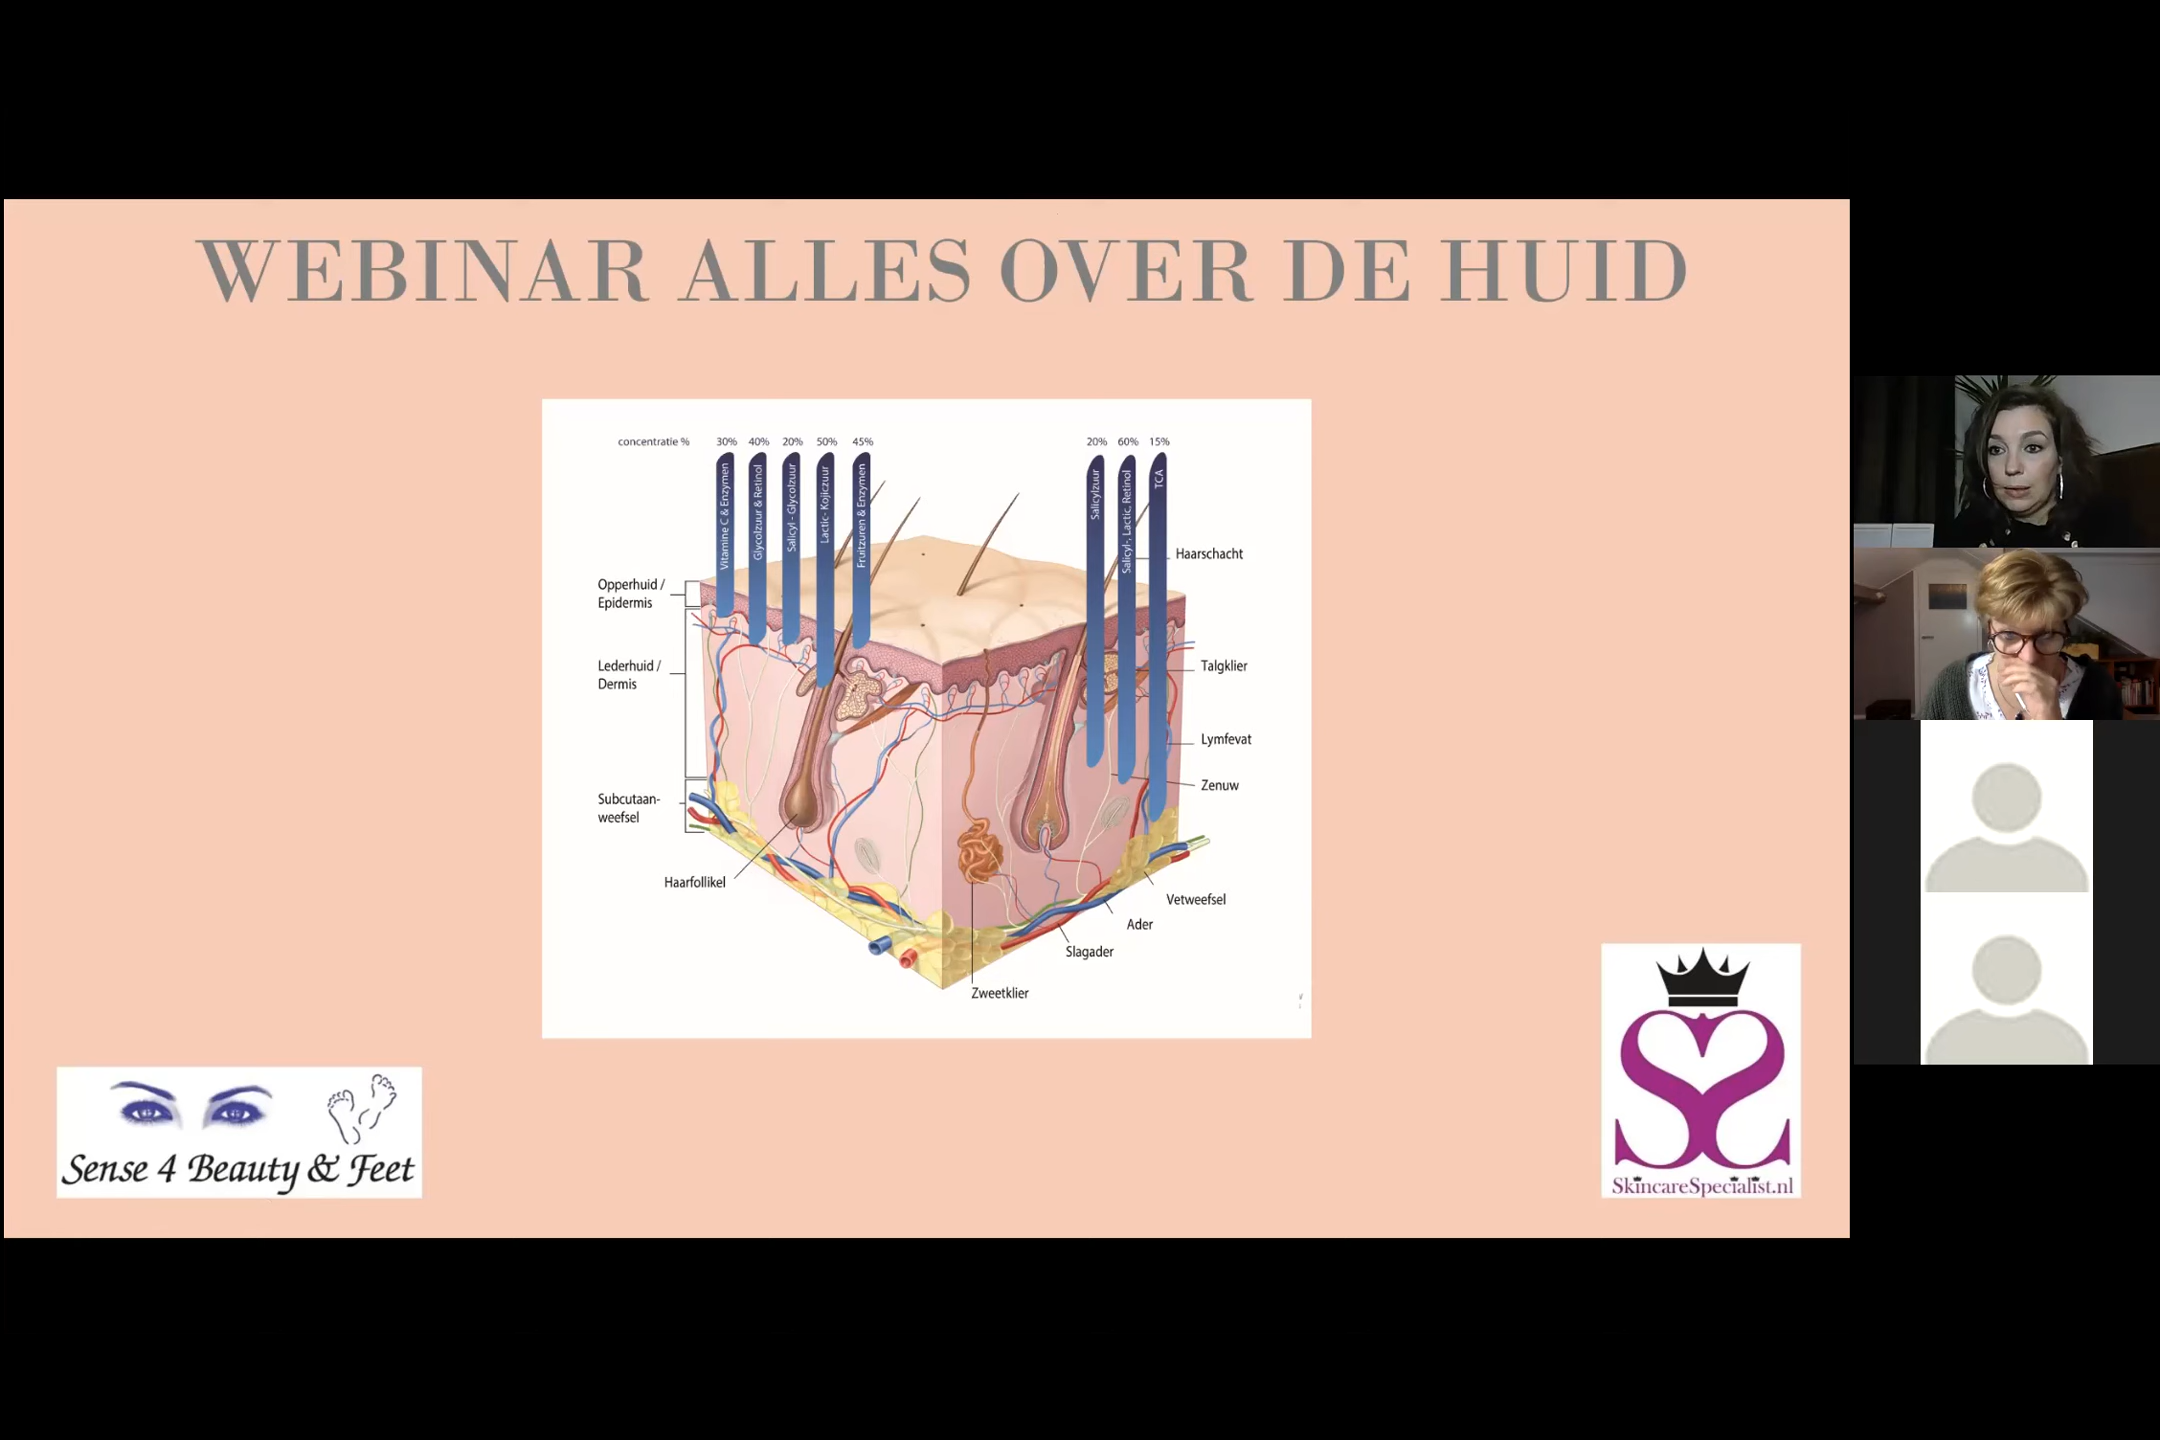 WEBINAR ALLES OVER DE HUID
concentratie % 30% 40% 20% 50% 45% 20% 60% 15%
Vitamine C & Enzymen
Glycolzuur & Retinol
Salicyl - Glycolzuur
Lactic- Kojiczuur
Fruitzuren & Enzymen
Salicylzuur
Salicyl-, Lactic, Retinol
TCA
Haarschacht
Opperhuid /
Epidermis
Lederhuid /
Dermis
Talgklier
Lymfevat
Zenuw
Subcutaan-
weefsel
Haarfollikel
Vetweefsel
Ader
Slagader
Zweetklier
Sense 4 Beauty & Feet
SkincareSpecialist.nl